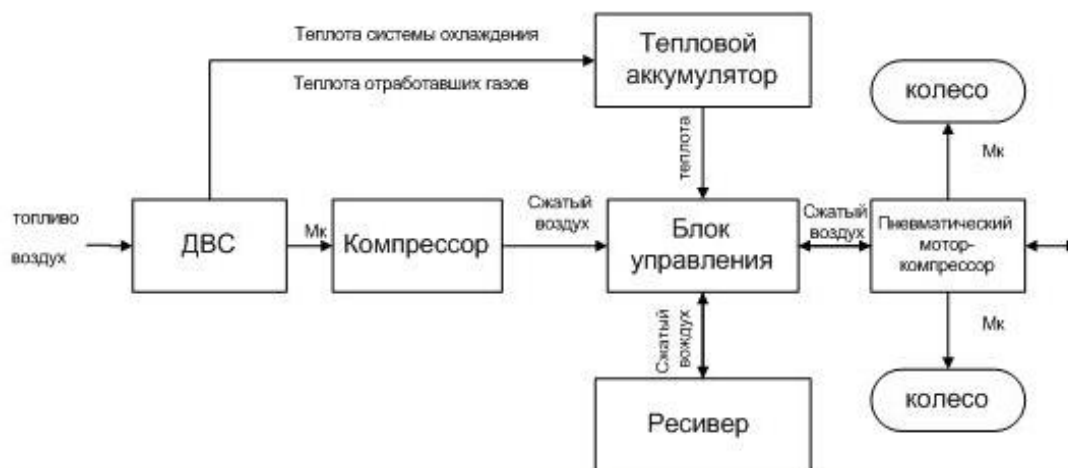 Теплота системы охлаждения
Теплота отработавших газов
Тепловой
аккумулятор
колесо
Мк
теплота
топливо
воздух
ДВС
Мк
Компрессор
Сжатый
воздух
Блок
управления
Сжатый
воздух
Пневматический
мотор-
компрессор
Мк
Сжатый
вождух
колесо
Ресивер